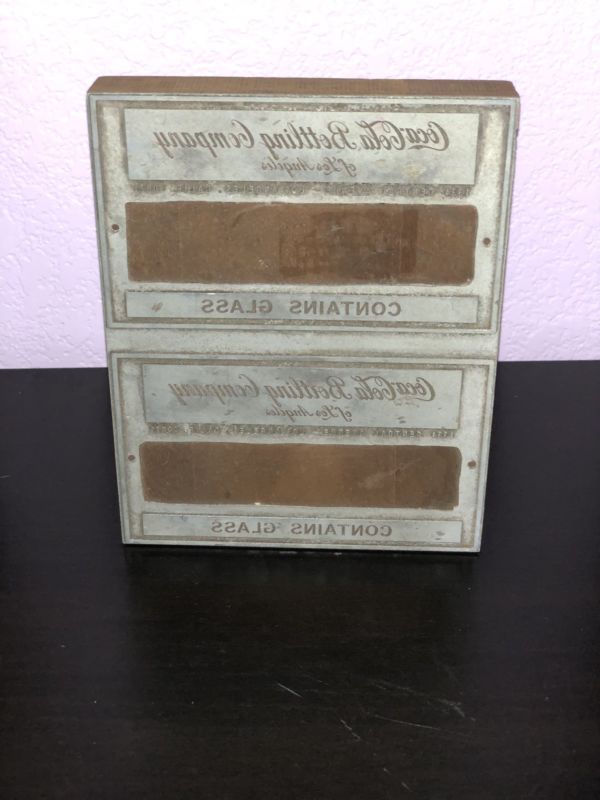 Coca-Cola Bottling Company
of Los Angeles
CONTAINS GLASS
Coca-Cola Bottling Company
of Los Angeles
CONTAINS GLASS